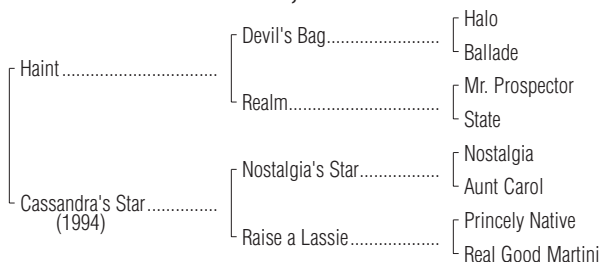 Halo
Devil's Bag..............................
Ballade
Haint..........................................
Mr. Prospector
Realm........................................
State
Nostalgia
Nostalgia's Star.....................
Aunt Carol
Cassandra's Star...................
(1994)
Princely Native
Raise a Lassie........................
Real Good Martini